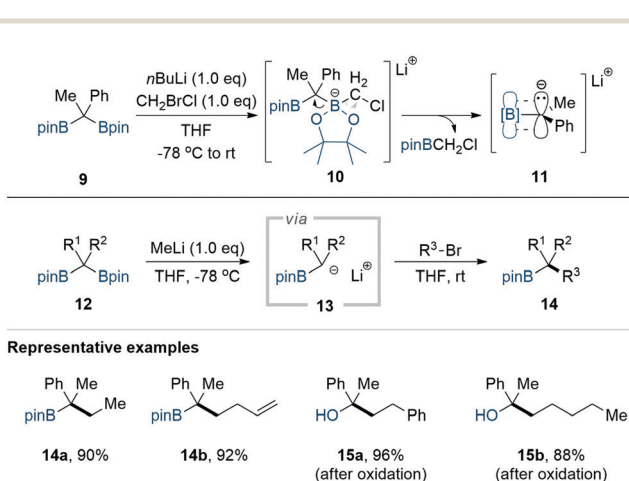 Me Ph
pinB Bpin
9
nBuLi (1.0 eq)
CH2BrCl (1.0 eq)
THF
-78 ºC to rt
Me Ph H2
pinB B⊖ C Cl
O O
Li⊕
10
pinBCH2Cl
⊖
[B] Me
Ph
Li⊕
11
R1 R2
pinB Bpin
12
MeLi (1.0 eq)
THF, -78 ºC
via
R1 R2
pinB ⊖ Li⊕
13
R3-Br
THF, rt
R1 R2
pinB R3
14
Representative examples
Ph Me
pinB Me
14a, 90%
Ph Me
pinB
14b, 92%
Ph Me
HO Ph
15a, 96%
(after oxidation)
Ph Me
HO Me
15b, 88%
(after oxidation)